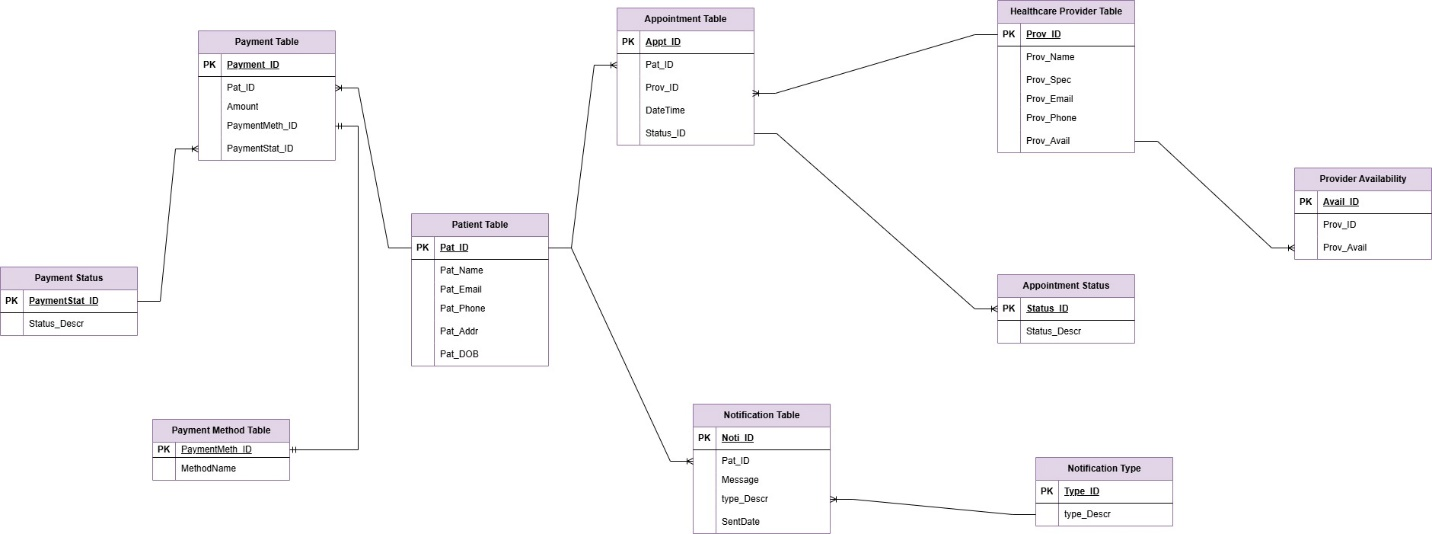 Payment Table
PK Payment_ID
Pat_ID
Amount
PaymentMeth_ID
PaymentStat_ID
Appointment Table
PK Appt_ID
Pat_ID
Prov_ID
DateTime
Status_ID
Healthcare Provider Table
PK Prov_ID
Prov_Name
Prov_Spec
Prov_Email
Prov_Phone
Prov_Avail
Provider Availability
PK Avail_ID
Prov_ID
Prov_Avail
Patient Table
PK Pat_ID
Pat_Name
Pat_Email
Pat_Phone
Pat_Addr
Pat_DOB
Payment Status
PK PaymentStat_ID
Status_Descr
Appointment Status
PK Status_ID
Status_Descr
Payment Method Table
PK PaymentMeth_ID
MethodName
Notification Table
PK Noti_ID
Pat_ID
Message
type_Descr
SentDate
Notification Type
PK Type_ID
type_Descr